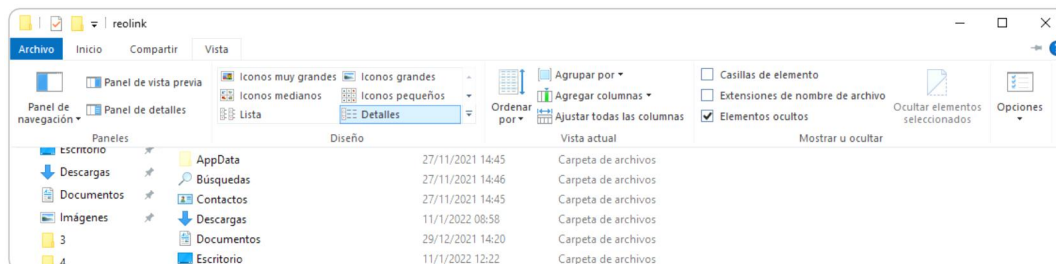 reolink
Archivo Inicio Compartir Vista
Panel de navegación
Panel de vista previa
Panel de detalles
Paneles
Iconos muy grandes Iconos grandes
Iconos medianos Iconos pequeños
Lista Detalles
Diseño
Ordenar por
Agrupar por
Agregar columnas
Ajustar todas las columnas
Vista actual
Casillas de elemento
Extensiones de nombre de archivo
Elementos ocultos
Ocultar elementos seleccionados
Mostrar u ocultar
Opciones
Escritorio
Descargas
Documentos
Imágenes
3
4
AppData 27/11/2021 14:45 Carpeta de archivos
Búsquedas 27/11/2021 14:46 Carpeta de archivos
Contactos 27/11/2021 14:45 Carpeta de archivos
Descargas 11/1/2022 08:58 Carpeta de archivos
Documentos 29/12/2021 14:20 Carpeta de archivos
Escritorio 11/1/2022 12:22 Carpeta de archivos